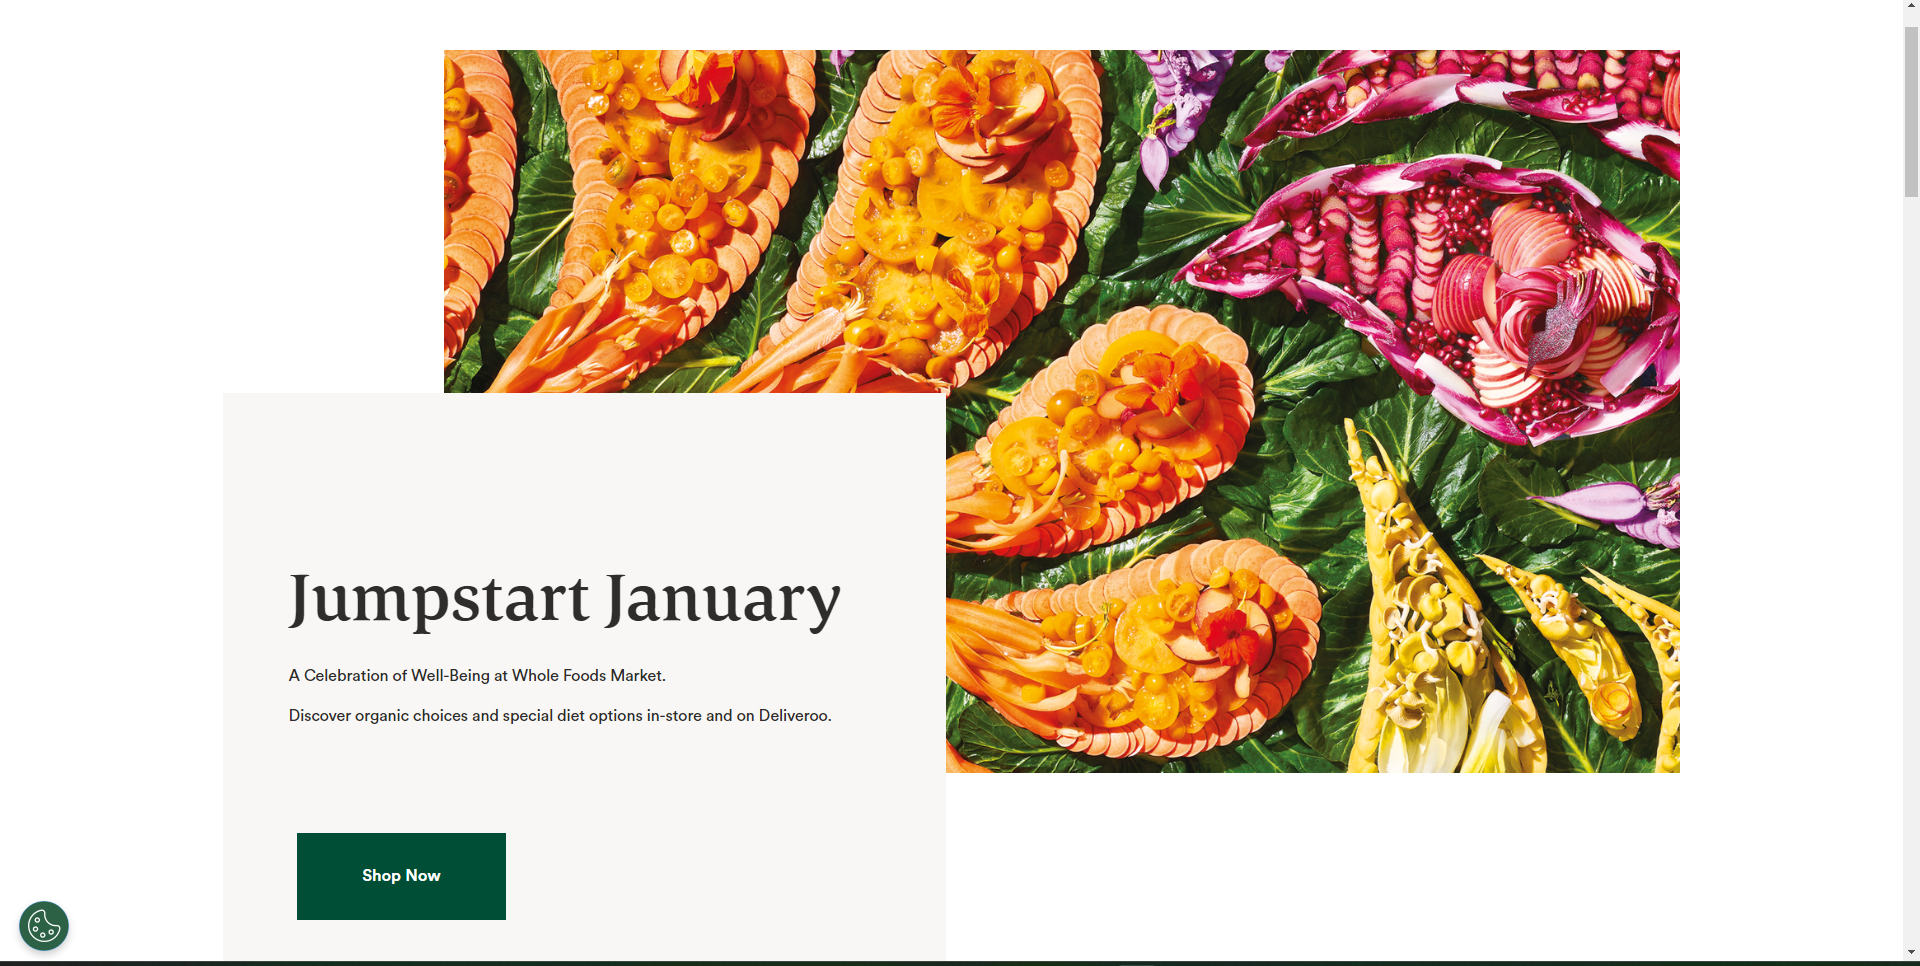 Jumpstart January
A Celebration of Well-Being at Whole Foods Market.
Discover organic choices and special diet options in-store and on Deliveroo.
Shop Now